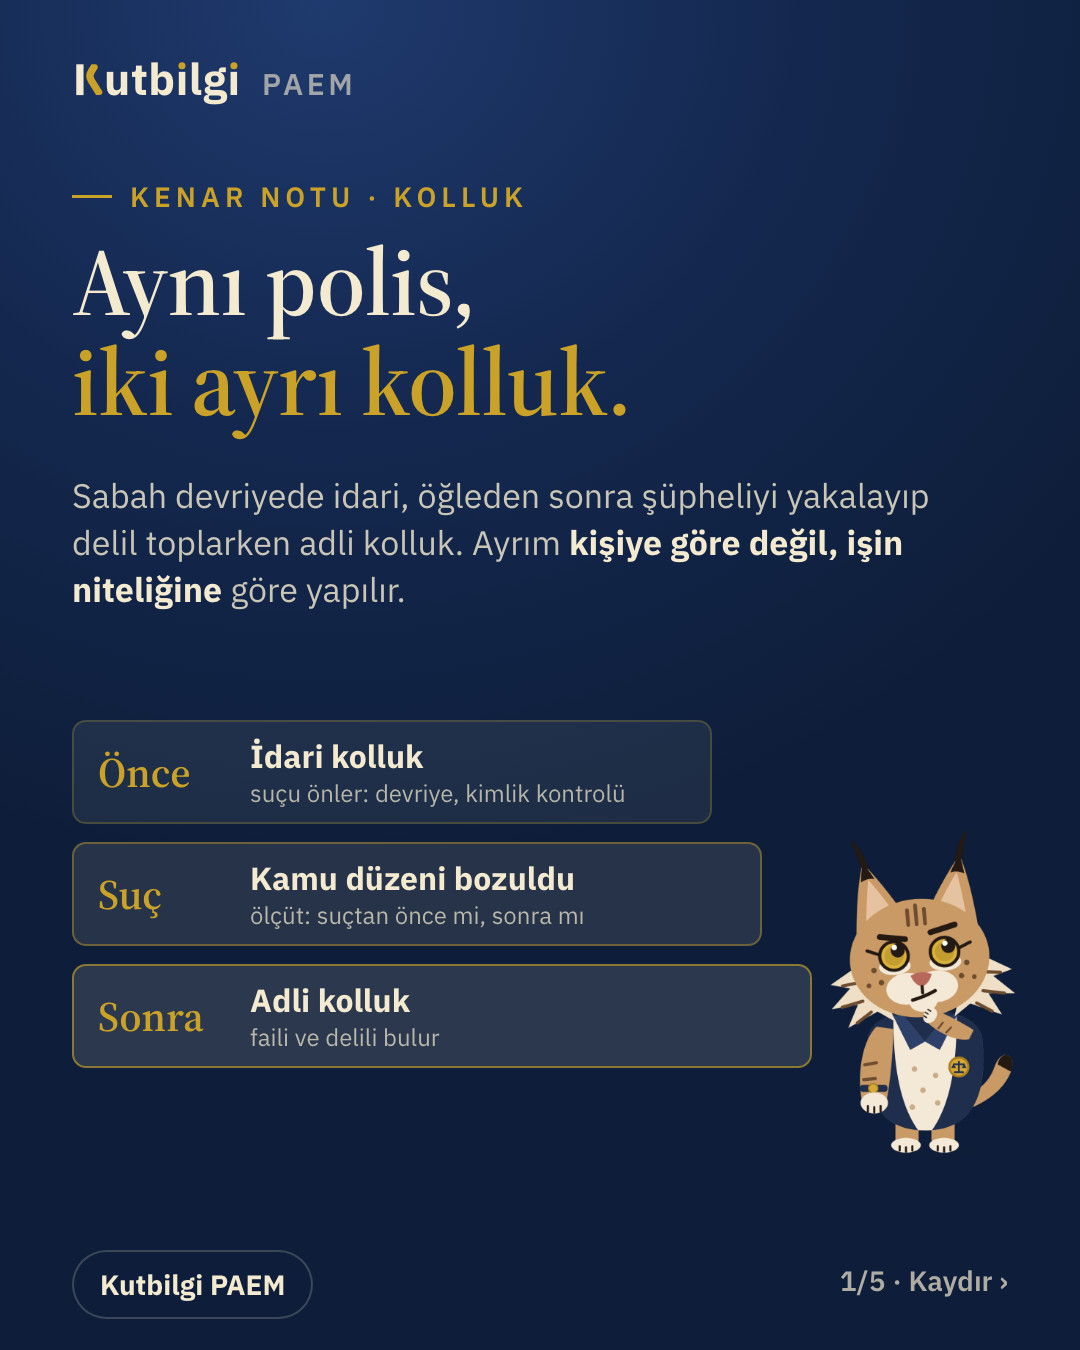 Kutbilgi PAEM
KENAR NOTU · KOLLUK
Aynı polis,
iki ayrı kolluk.
Sabah devriyede idari, öğleden sonra şüpheliyi yakalayıp
delil toplarken adli kolluk. Ayrım kişiye göre değil, işin
niteliğine göre yapılır.
Önce
İdari kolluk
suçu önler: devriye, kimlik kontrolü
Suç
Kamu düzeni bozuldu
ölçüt: suçtan önce mi, sonra mı
Sonra
Adli kolluk
faili ve delili bulur
Kutbilgi PAEM
1/5 · Kaydır ›